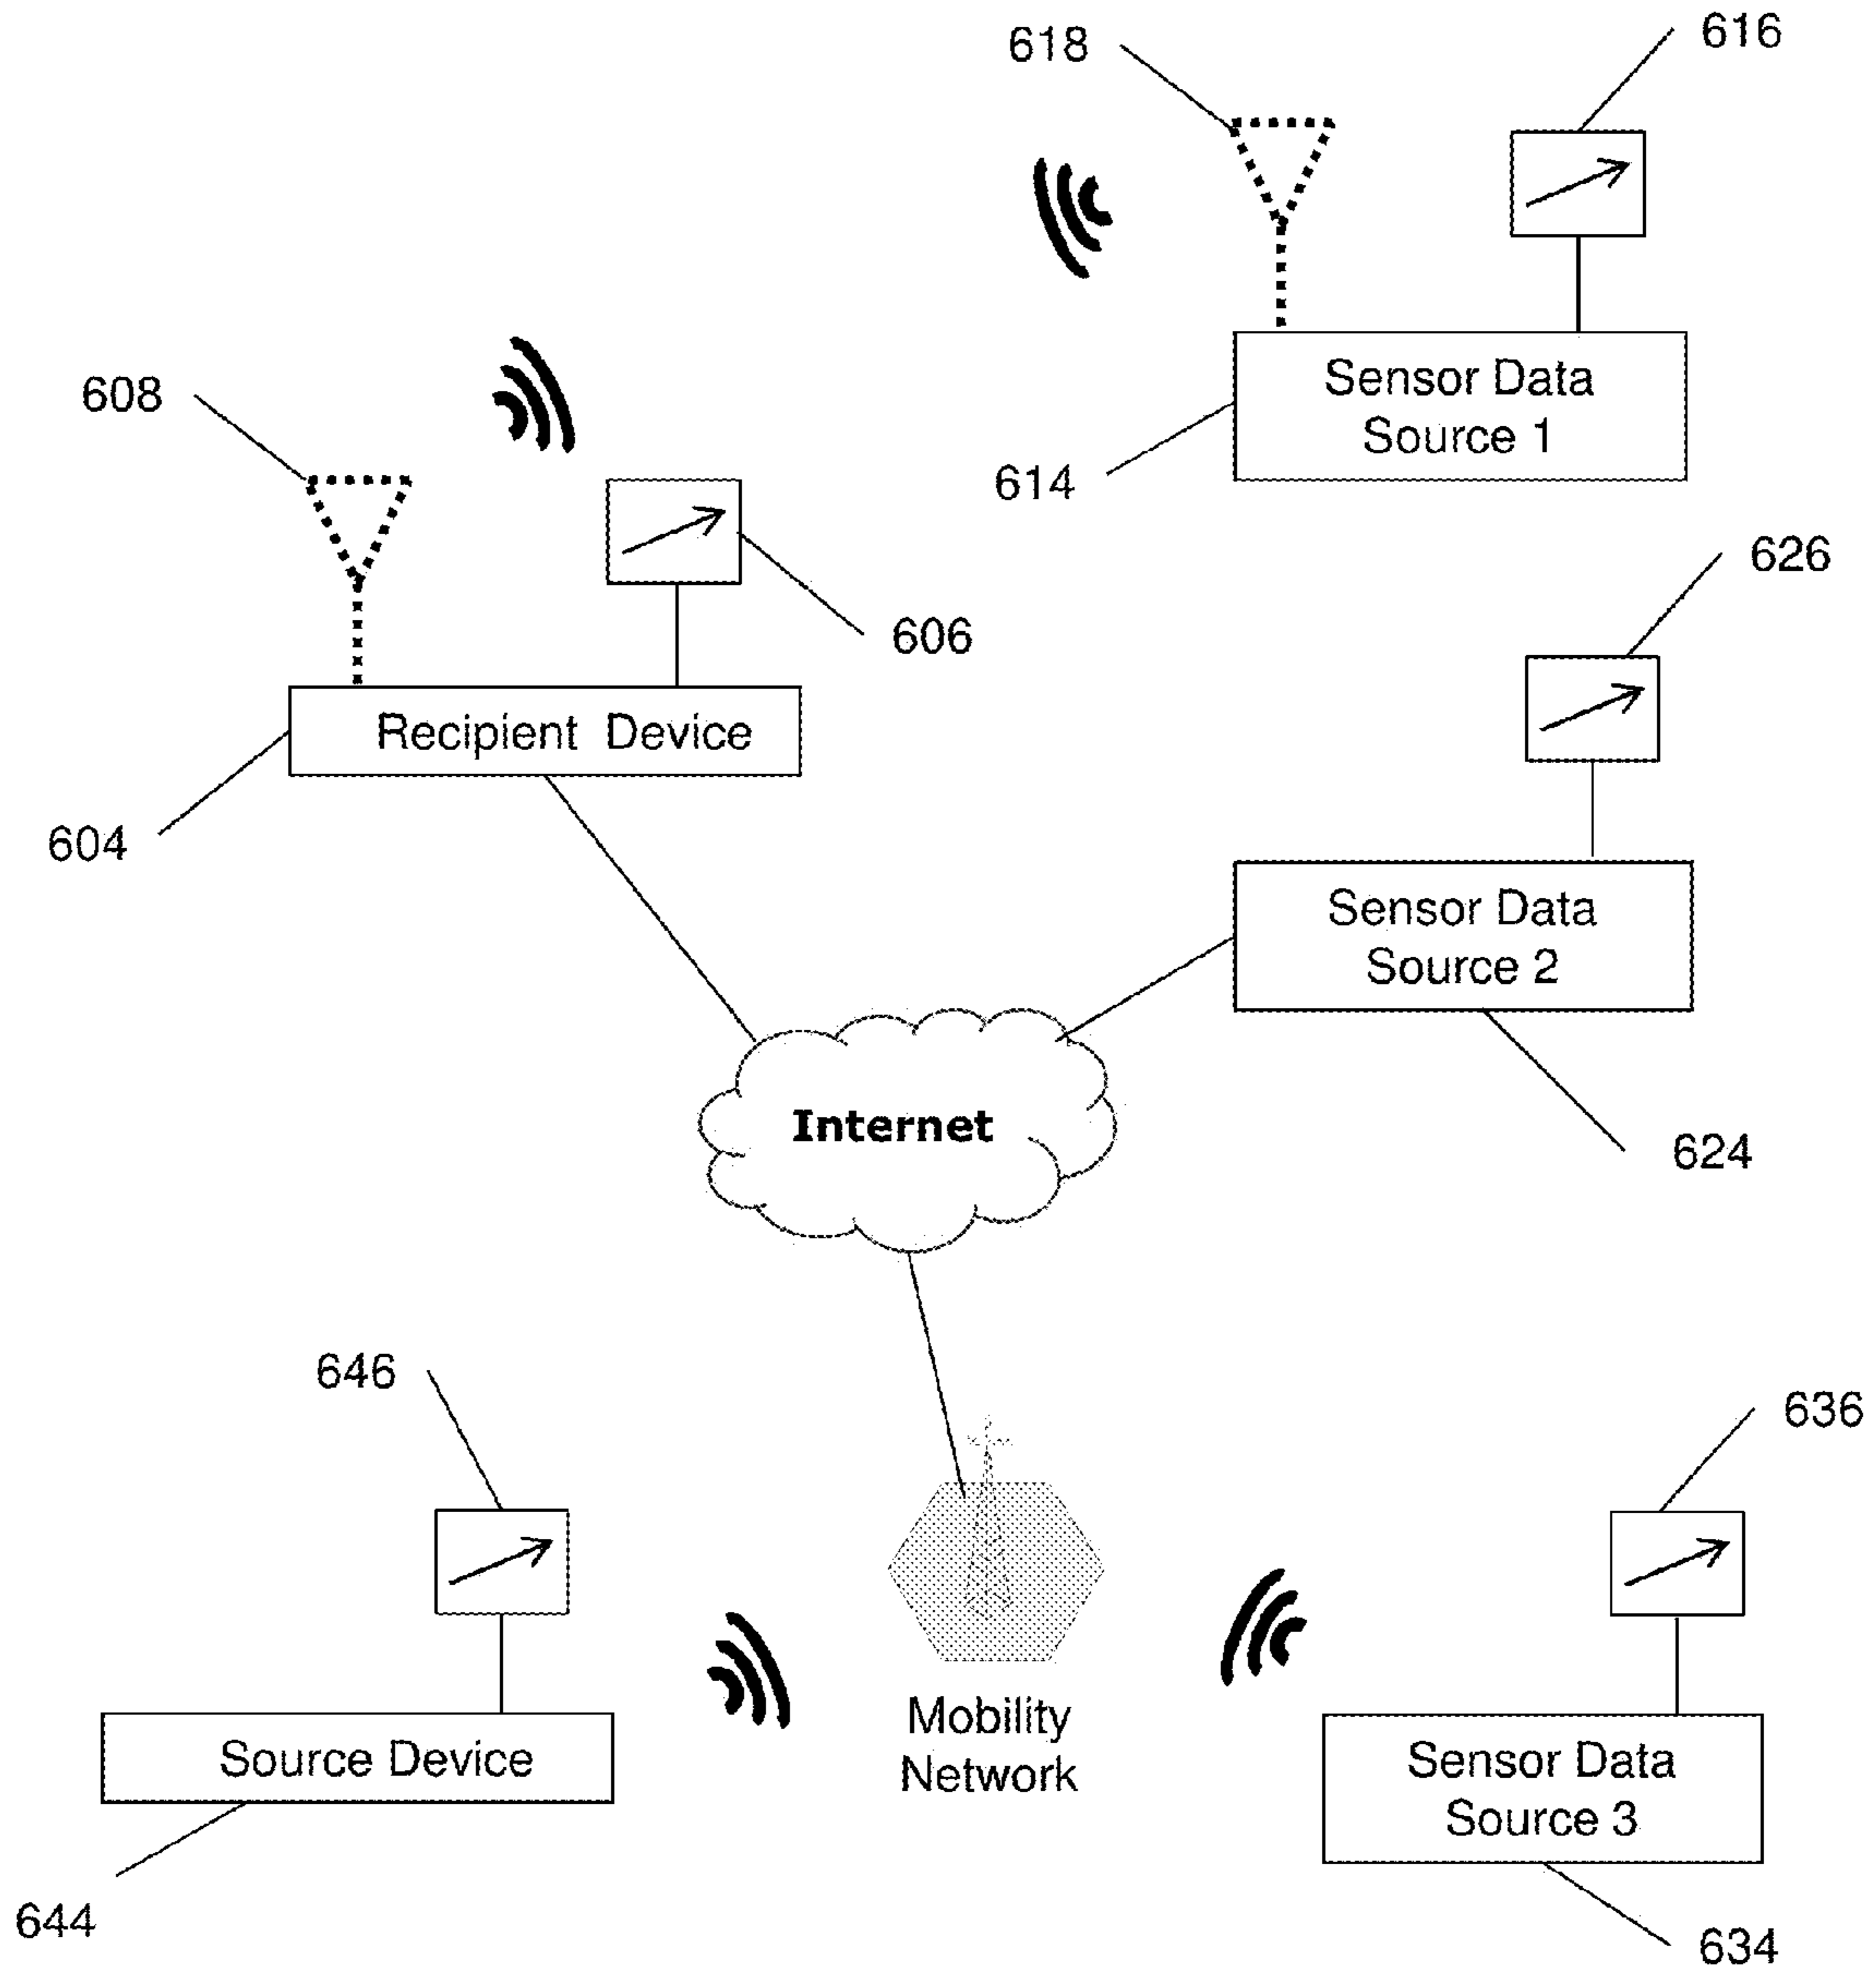 616
618
Sensor Data
Source 1
608
614
626
606
Recipient Device
604
Sensor Data
Source 2
Internet
624
646
636
Mobility
Network
Source Device
Sensor Data
Source 3
644
634